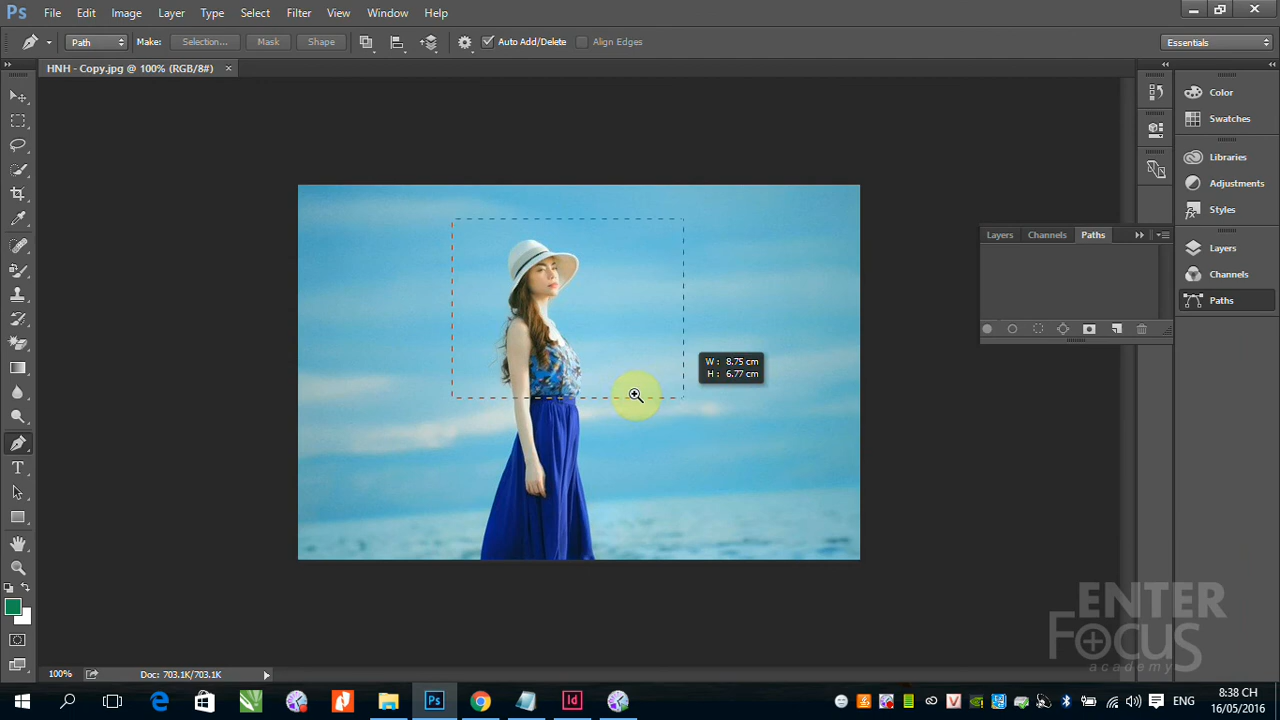 Ps File Edit Image Layer Type Select Filter View Window Help
Path Make: Selection... Mask Shape Auto Add/Delete Align Edges Essentials
HNH - Copy.jpg @ 100% (RGB/8#)
Color
Swatches
Libraries
Adjustments
Styles
Layers
Channels
Paths
Layers Channels Paths
W: 8.75 cm
H: 6.77 cm
T
ENTER
FOCUS
academy
100% Doc: 703.1K/703.1K
Ps Id V ENG
8:38 CH
16/05/2016